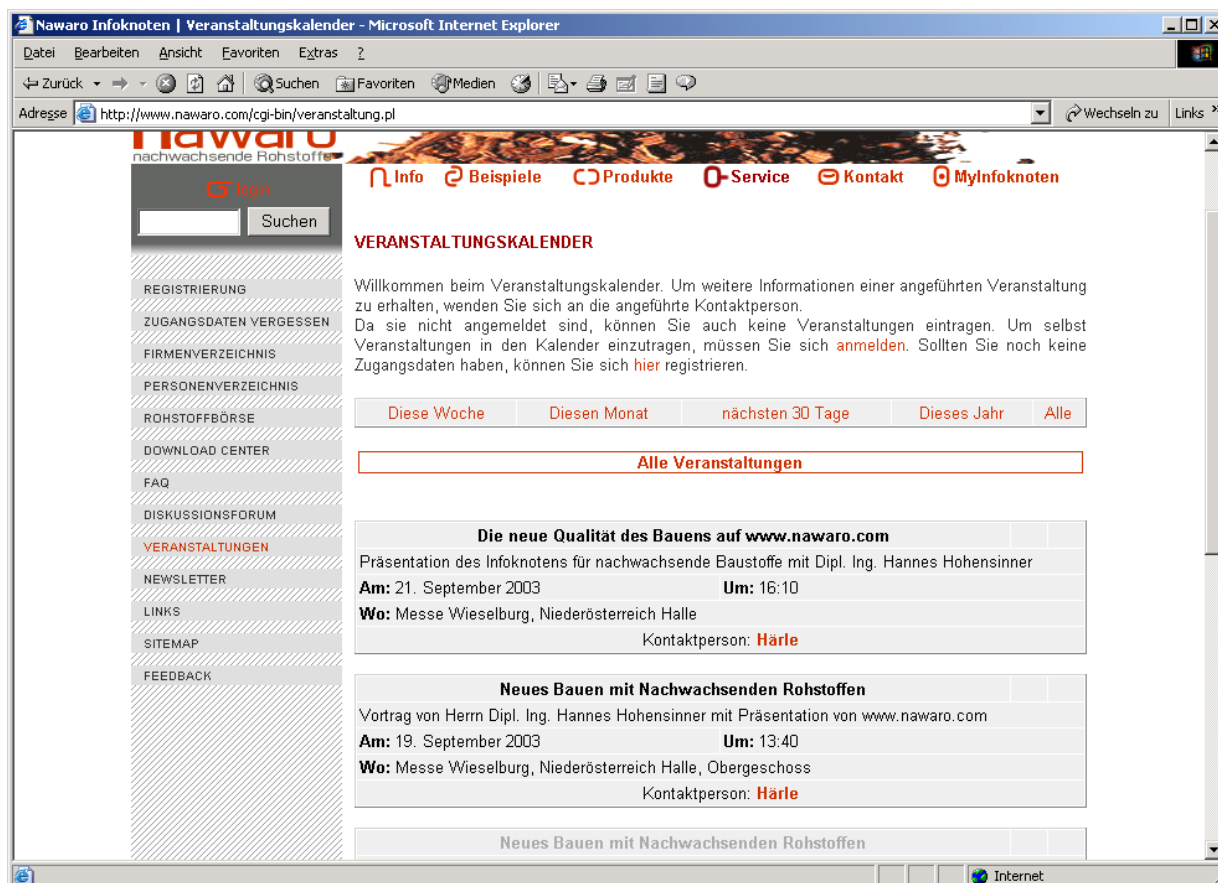 Nawaro Infoknoten | Veranstaltungskalender - Microsoft Internet Explorer
Datei Bearbeiten Ansicht Favoriten Extras ?
Zurück Suchen Favoriten Medien
Adresse http://www.nawaro.com/cgi-bin/veranstaltung.pl Wechseln zu Links »
nawaro
nachwachsende Rohstoffe
Info Beispiele Produkte Service Kontakt MyInfoknoten
login
Suchen
REGISTRIERUNG
ZUGANGSDATEN VERGESSEN
FIRMENVERZEICHNIS
PERSONENVERZEICHNIS
ROHSTOFFBÖRSE
DOWNLOAD CENTER
FAQ
DISKUSSIONSFORUM
VERANSTALTUNGEN
NEWSLETTER
LINKS
SITEMAP
FEEDBACK
VERANSTALTUNGSKALENDER
Willkommen beim Veranstaltungskalender. Um weitere Informationen einer angeführten Veranstaltung
zu erhalten, wenden Sie sich an die angeführte Kontaktperson.
Da sie nicht angemeldet sind, können Sie auch keine Veranstaltungen eintragen. Um selbst
Veranstaltungen in den Kalender einzutragen, müssen Sie sich anmelden. Sollten Sie noch keine
Zugangsdaten haben, können Sie sich hier registrieren.
Diese Woche Diesen Monat nächsten 30 Tage Dieses Jahr Alle
Alle Veranstaltungen
Die neue Qualität des Bauens auf www.nawaro.com
Präsentation des Infoknotens für nachwachsende Baustoffe mit Dipl. Ing. Hannes Hohensinner
Am: 21. September 2003 Um: 16:10
Wo: Messe Wieselburg, Niederösterreich Halle
Kontaktperson: Härle
Neues Bauen mit Nachwachsenden Rohstoffen
Vortrag von Herrn Dipl. Ing. Hannes Hohensinner mit Präsentation von www.nawaro.com
Am: 19. September 2003 Um: 13:40
Wo: Messe Wieselburg, Niederösterreich Halle, Obergeschoss
Kontaktperson: Härle
Neues Bauen mit Nachwachsenden Rohstoffen
Internet